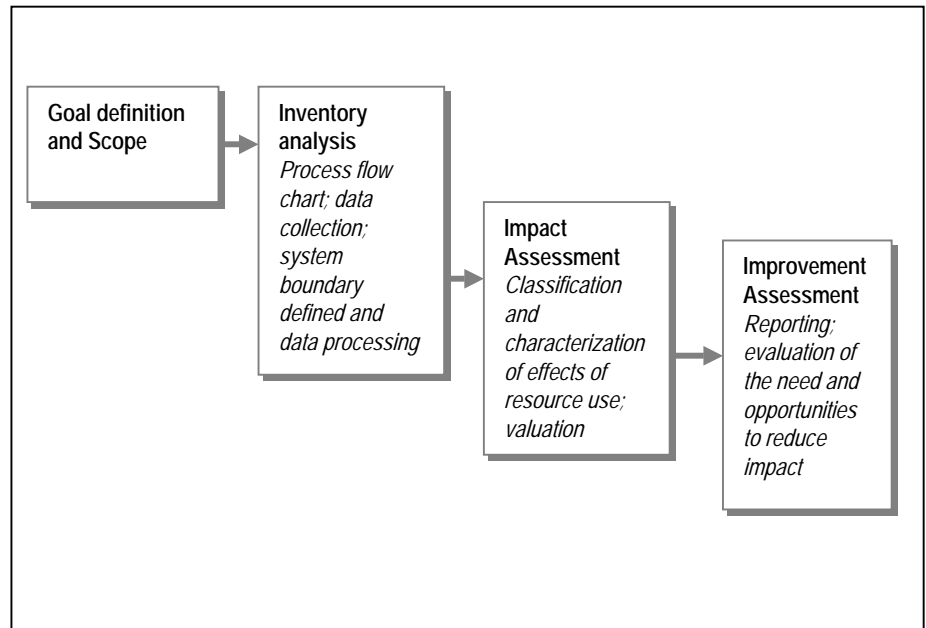 Goal definition
and Scope
Inventory
analysis
Process flow
chart; data
collection;
system
boundary
defined and
data processing
Impact
Assessment
Classification
and
characterization
of effects of
resource use;
valuation
Improvement
Assessment
Reporting;
evaluation of
the need and
opportunities
to reduce
impact